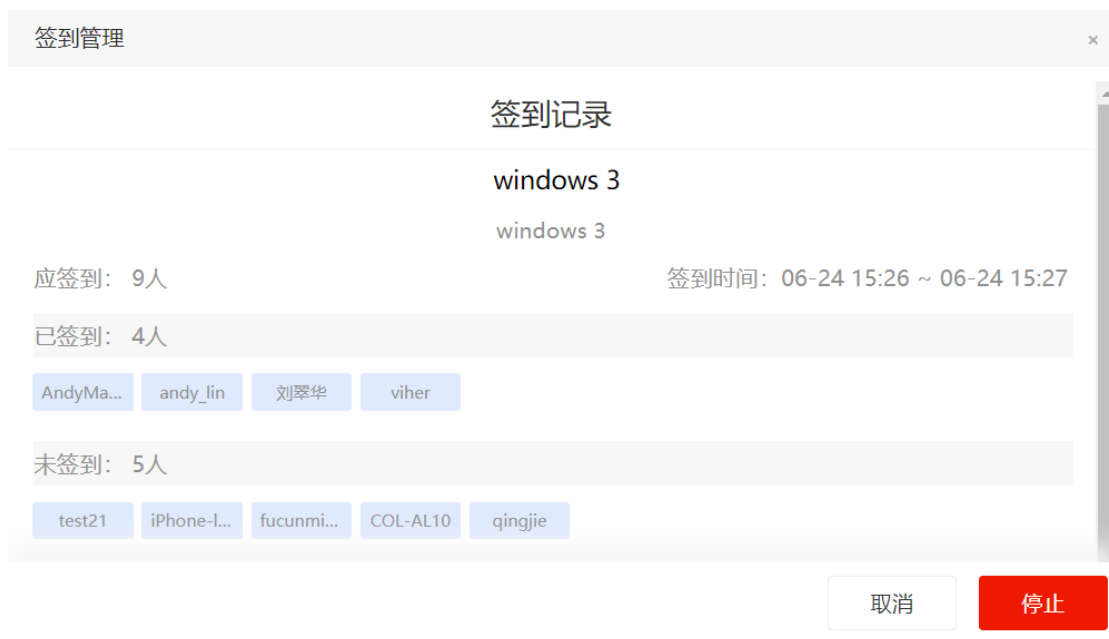 签到管理 ×
签到记录
windows 3
windows 3
应签到： 9人 签到时间：06-24 15:26 ~ 06-24 15:27
已签到： 4人
AndyMa... andy_lin 刘翠华 viher
未签到： 5人
test21 iPhone-l... fucunmi... COL-AL10 qingjie
取消 停止